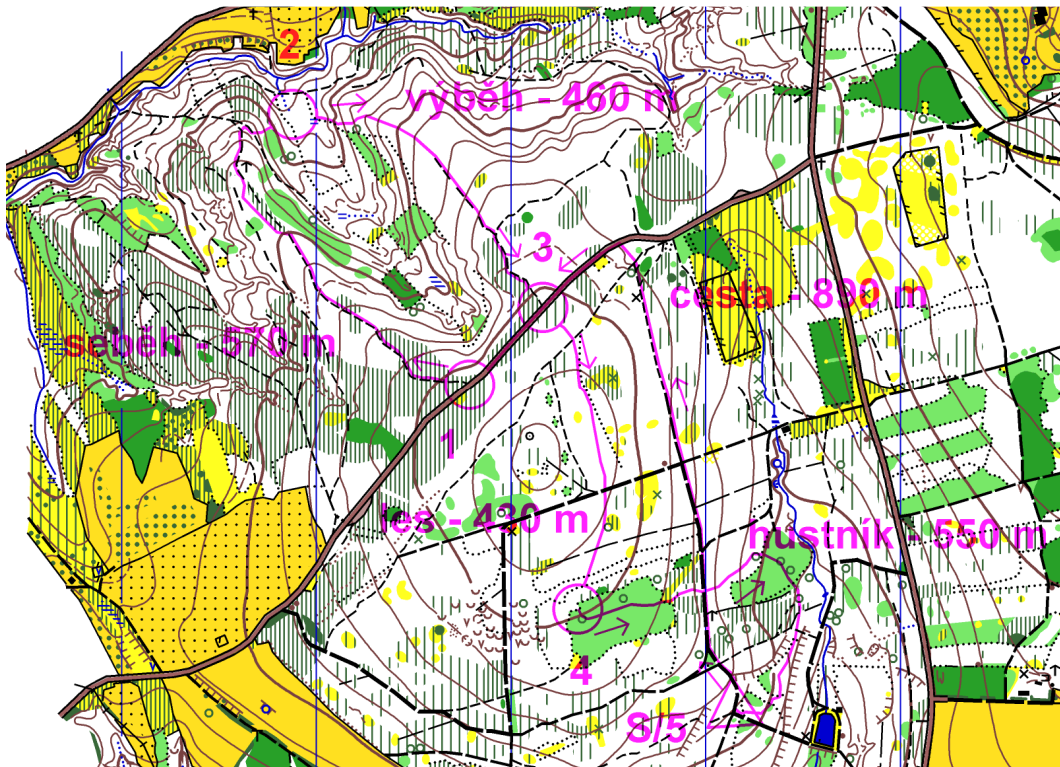 2
výběh - 460 m
3
cesta - 890 m
seběh - 570 m
1
les - 430 m
hustník - 550 m
4
S/5